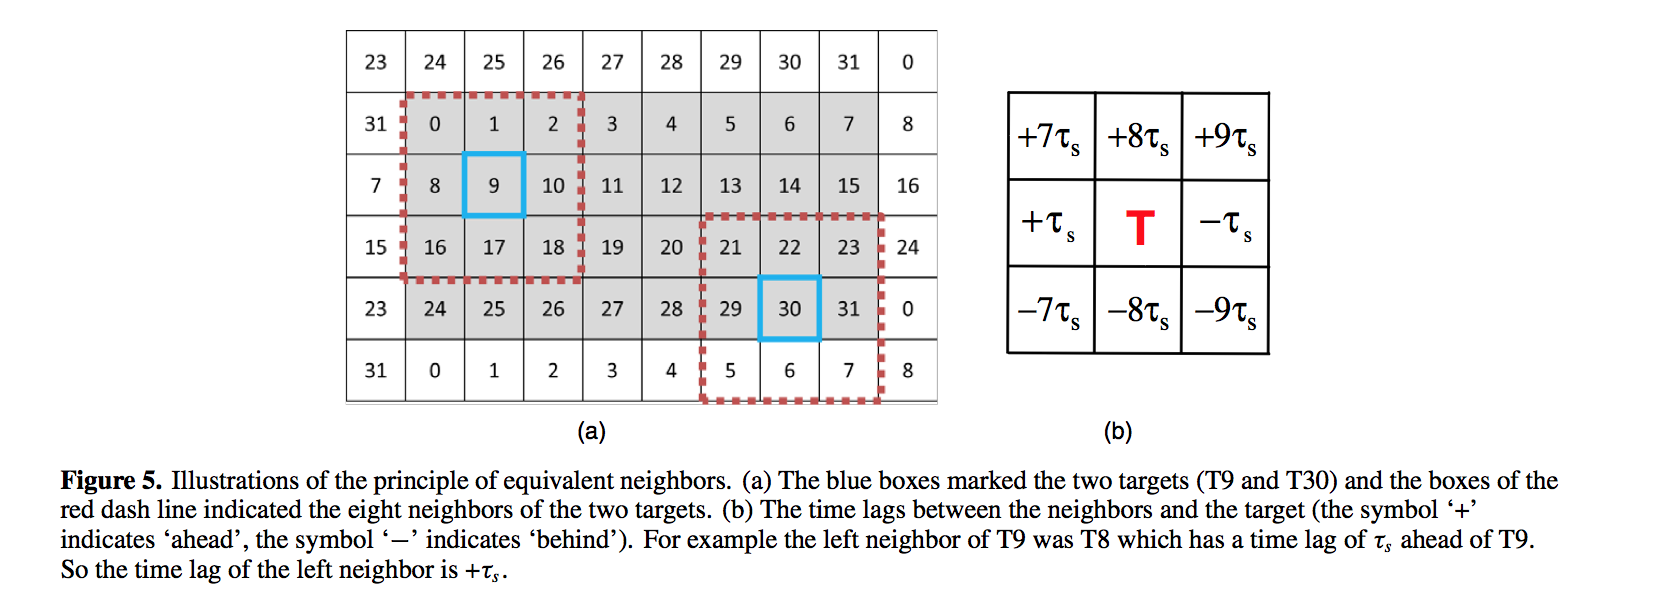 23 24 25 26 27 28 29 30 31 0
31 0 1 2 3 4 5 6 7 8
7 8 9 10 11 12 13 14 15 16
15 16 17 18 19 20 21 22 23 24
23 24 25 26 27 28 29 30 31 0
31 0 1 2 3 4 5 6 7 8
(a)
+7τs +8τs +9τs
+τs T −τs
−7τs −8τs −9τs
(b)
Figure 5. Illustrations of the principle of equivalent neighbors. (a) The blue boxes marked the two targets (T9 and T30) and the boxes of the
red dash line indicated the eight neighbors of the two targets. (b) The time lags between the neighbors and the target (the symbol ‘+’
indicates ‘ahead’, the symbol ‘−’ indicates ‘behind’). For example the left neighbor of T9 was T8 which has a time lag of τs ahead of T9.
So the time lag of the left neighbor is +τs.